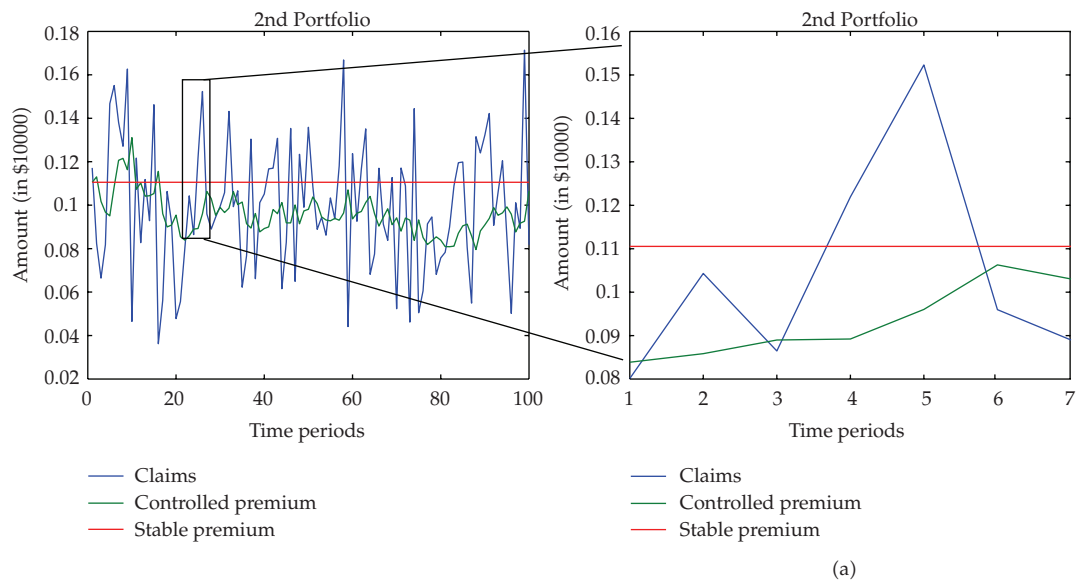 2nd Portfolio
0.18
0.16
0.14
0.12
0.1
0.08
0.06
0.04
0.02
Amount (in $10000)
0 20 40 60 80 100
Time periods
Claims
Controlled premium
Stable premium
2nd Portfolio
0.16
0.15
0.14
0.13
0.12
0.11
0.1
0.09
0.08
Amount (in $10000)
1 2 3 4 5 6 7
Time periods
Claims
Controlled premium
Stable premium
(a)